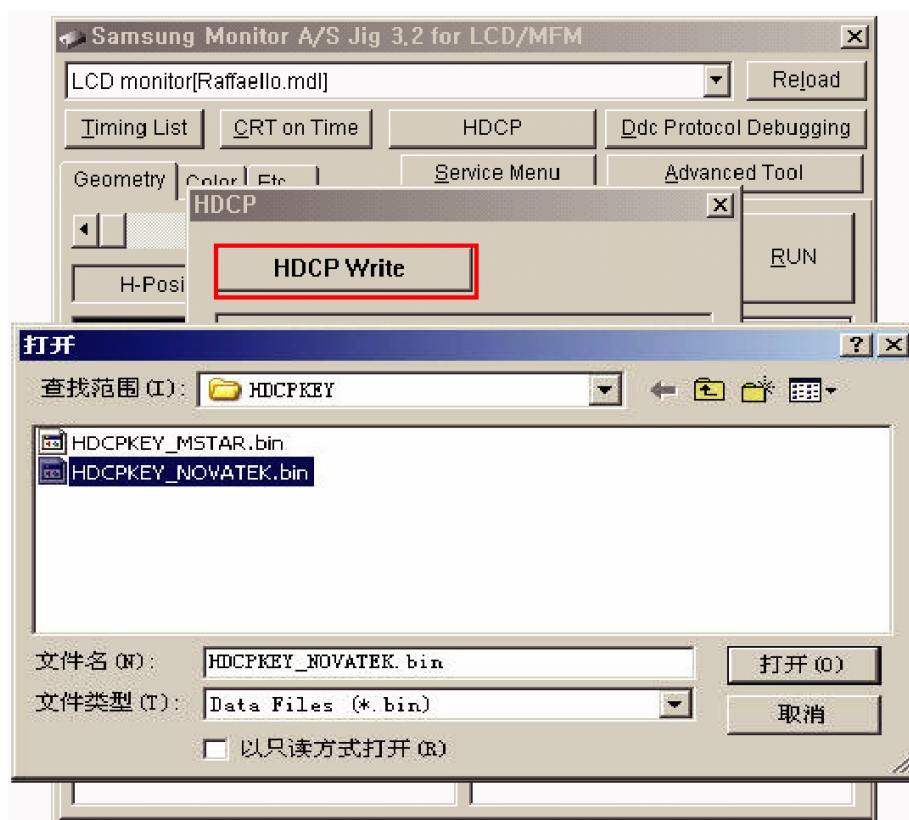 Samsung Monitor A/S Jig 3,2 for LCD/MFM
LCD monitor[Raffaello.mdl]
Reload
Timing List
CRT on Time
HDCP
Ddc Protocol Debugging
Geometry
Color
Etc
Service Menu
Advanced Tool
HDCP
HDCP Write
RUN
H-Posi
打开
查找范围(I):
HDCPKEY
HDCPKEY_MSTAR.bin
HDCPKEY_NOVATEK.bin
文件名(N):
HDCPKEY_NOVATEK.bin
打开(O)
文件类型(T):
Data Files (*.bin)
取消
以只读方式打开(R)